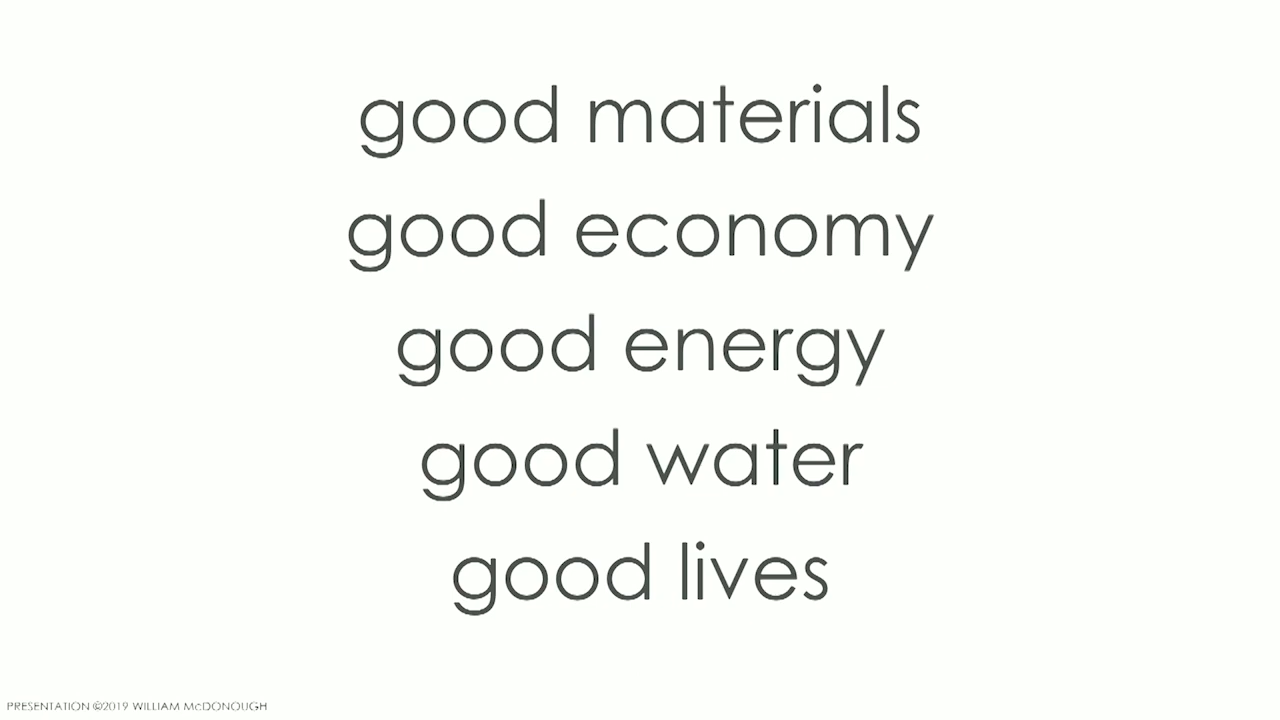 good materials
good economy
good energy
good water
good lives
PRESENTATION ©2019 WILLIAM McDONOUGH